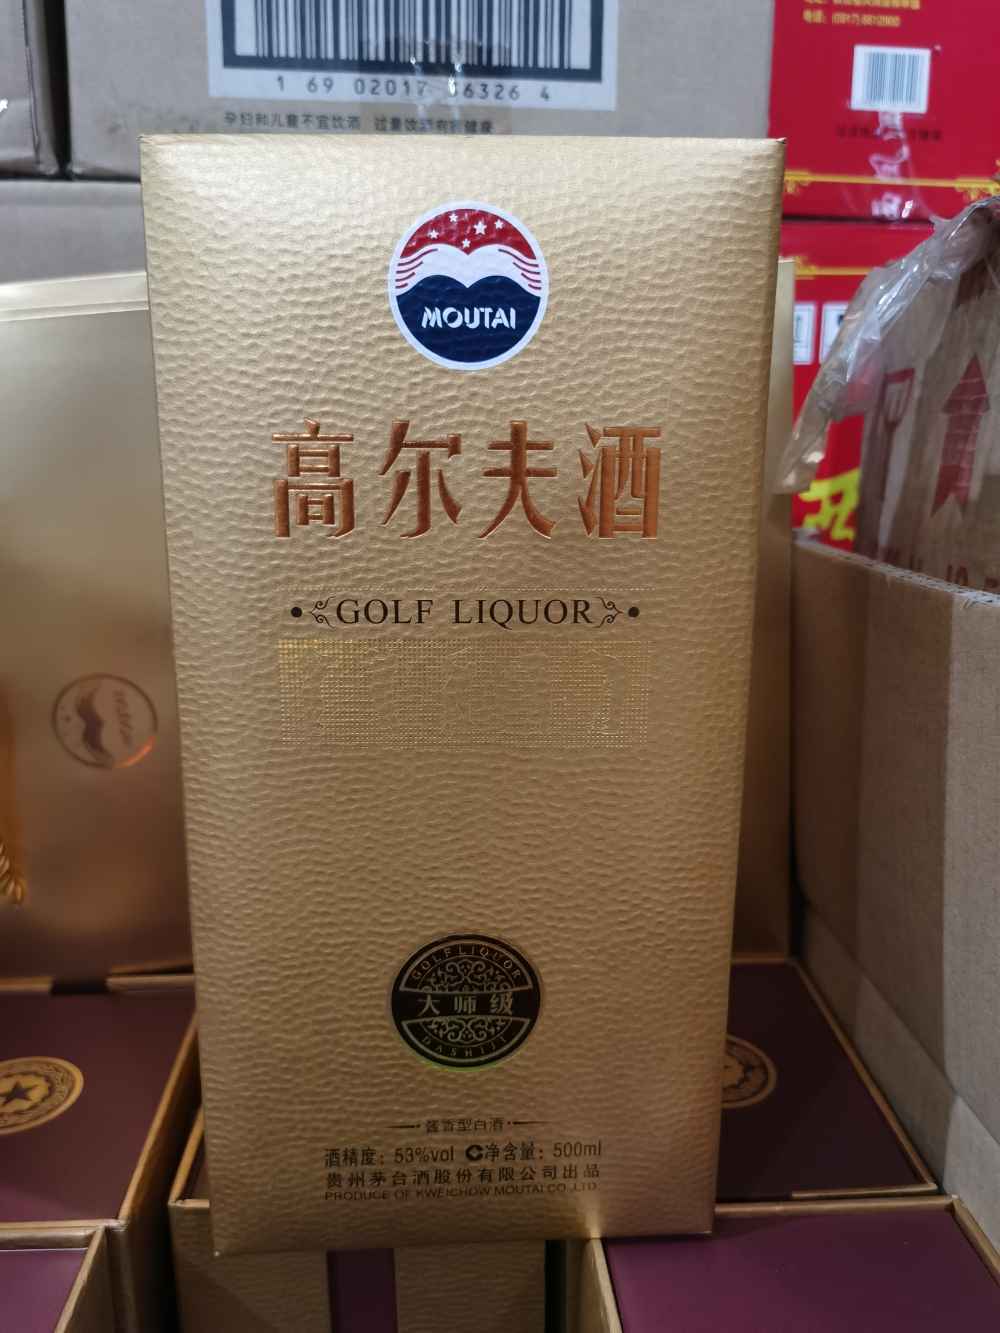 1 69 02017
6326 4
孕妇和儿童不宜饮酒 过量饮酒有害健康
MOUTAI
高尔夫酒
GOLF LIQUOR
GOLF LIQUOR
大师级
DASHIJI
酱香型白酒
酒精度：53%vol 净含量：500ml
贵州茅台酒股份有限公司出品
PRODUCE OF KWEICHOW MOUTAI CO.,LTD.